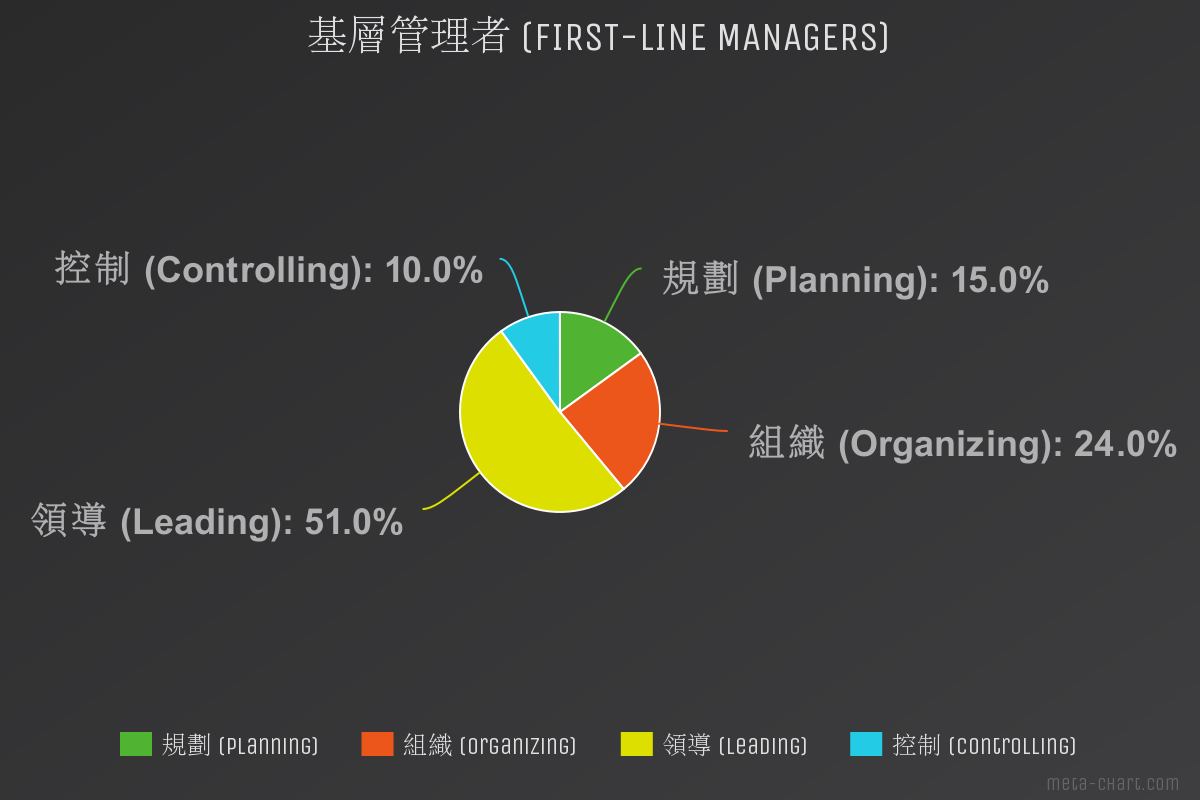 基層管理者 (FIRST-LINE MANAGERS)
控制 (Controlling): 10.0%
規劃 (Planning): 15.0%
組織 (Organizing): 24.0%
領導 (Leading): 51.0%
規劃 (Planning)
組織 (Organizing)
領導 (Leading)
控制 (Controlling)
meta-chart.com